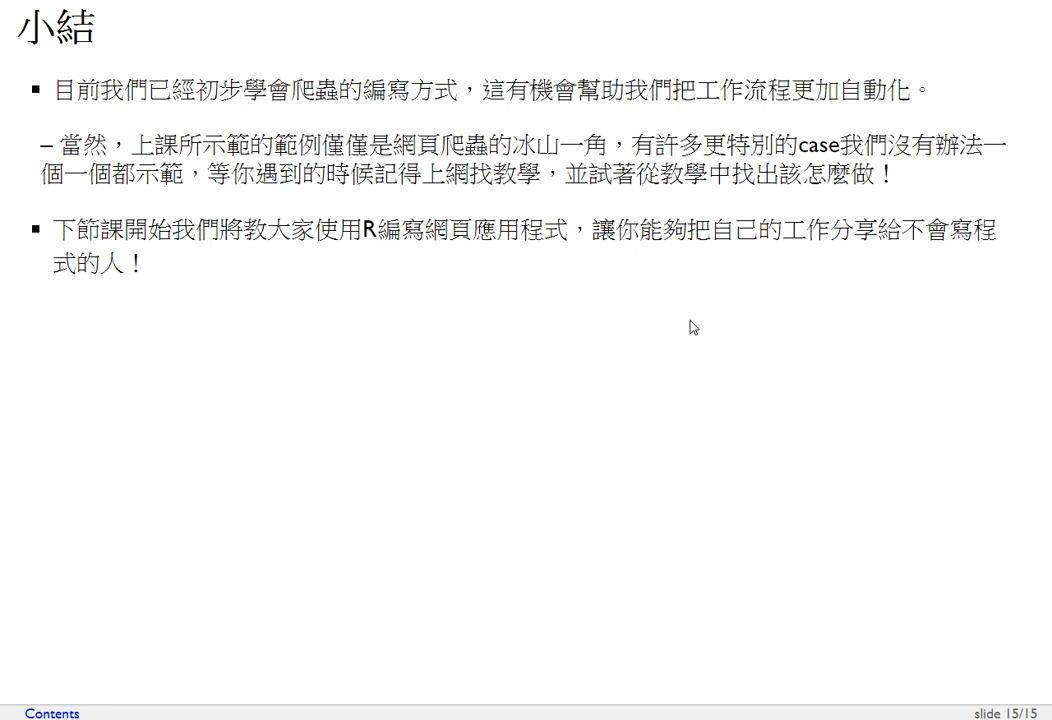 小結
▪ 目前我們已經初步學會爬蟲的編寫方式，這有機會幫助我們把工作流程更加自動化。
– 當然，上課所示範的範例僅僅是網頁爬蟲的冰山一角，有許多更特別的case我們沒有辦法一
個一個都示範，等你遇到的時候記得上網找教學，並試著從教學中找出該怎麼做！
▪ 下節課開始我們將教大家使用R編寫網頁應用程式，讓你能夠把自己的工作分享給不會寫程
式的人！
Contents
slide 15/15